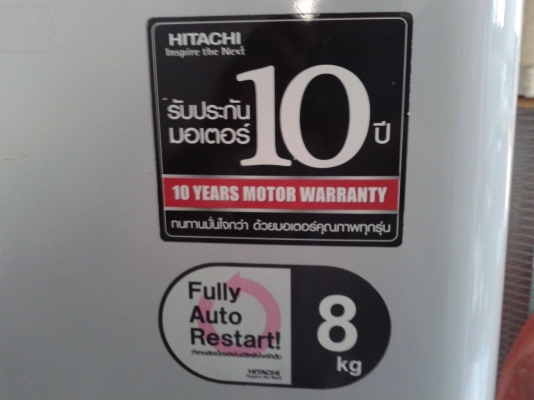 HITACHI
Inspire the Next
รับประกัน
มอเตอร์
10
ปี
10 YEARS MOTOR WARRANTY
ทนทานมั่นใจกว่า ด้วยมอเตอร์คุณภาพทุกรุ่น
Fully
Auto
Restart!
HITACHI
Inspire the Next
8
kg